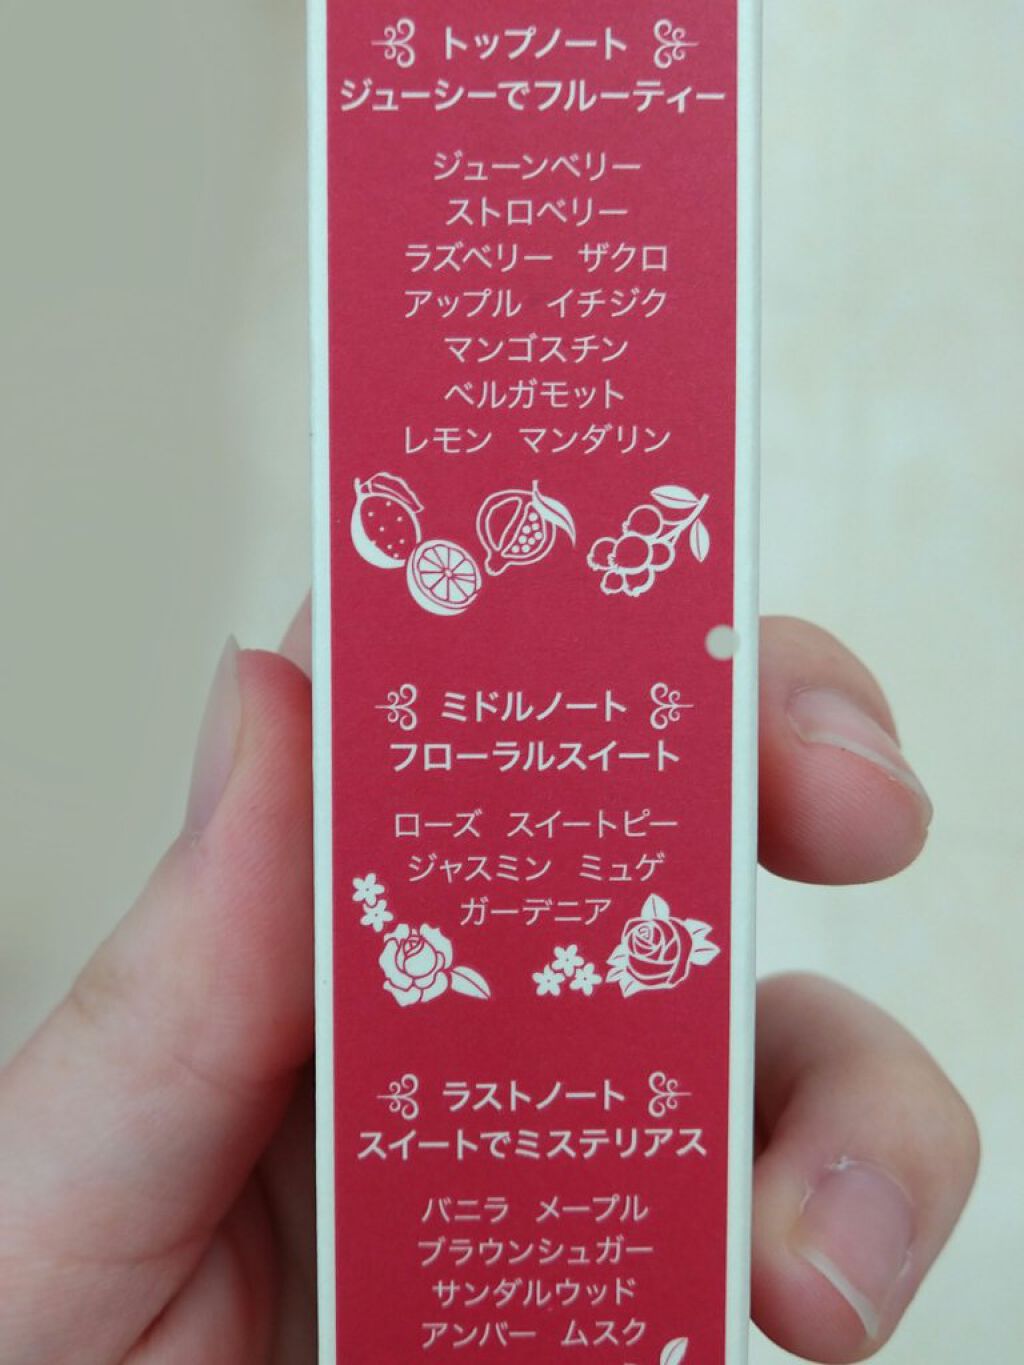 トップノート
ジューシーでフルーティー
ジューンベリー
ストロベリー
ラズベリー ザクロ
アップル イチジク
マンゴスチン
ベルガモット
レモン マンダリン
ミドルノート
フローラルスイート
ローズ スイートピー
ジャスミン ミュゲ
ガーデニア
ラストノート
スイートでミステリアス
バニラ メープル
ブラウンシュガー
サンダルウッド
アンバー ムスク